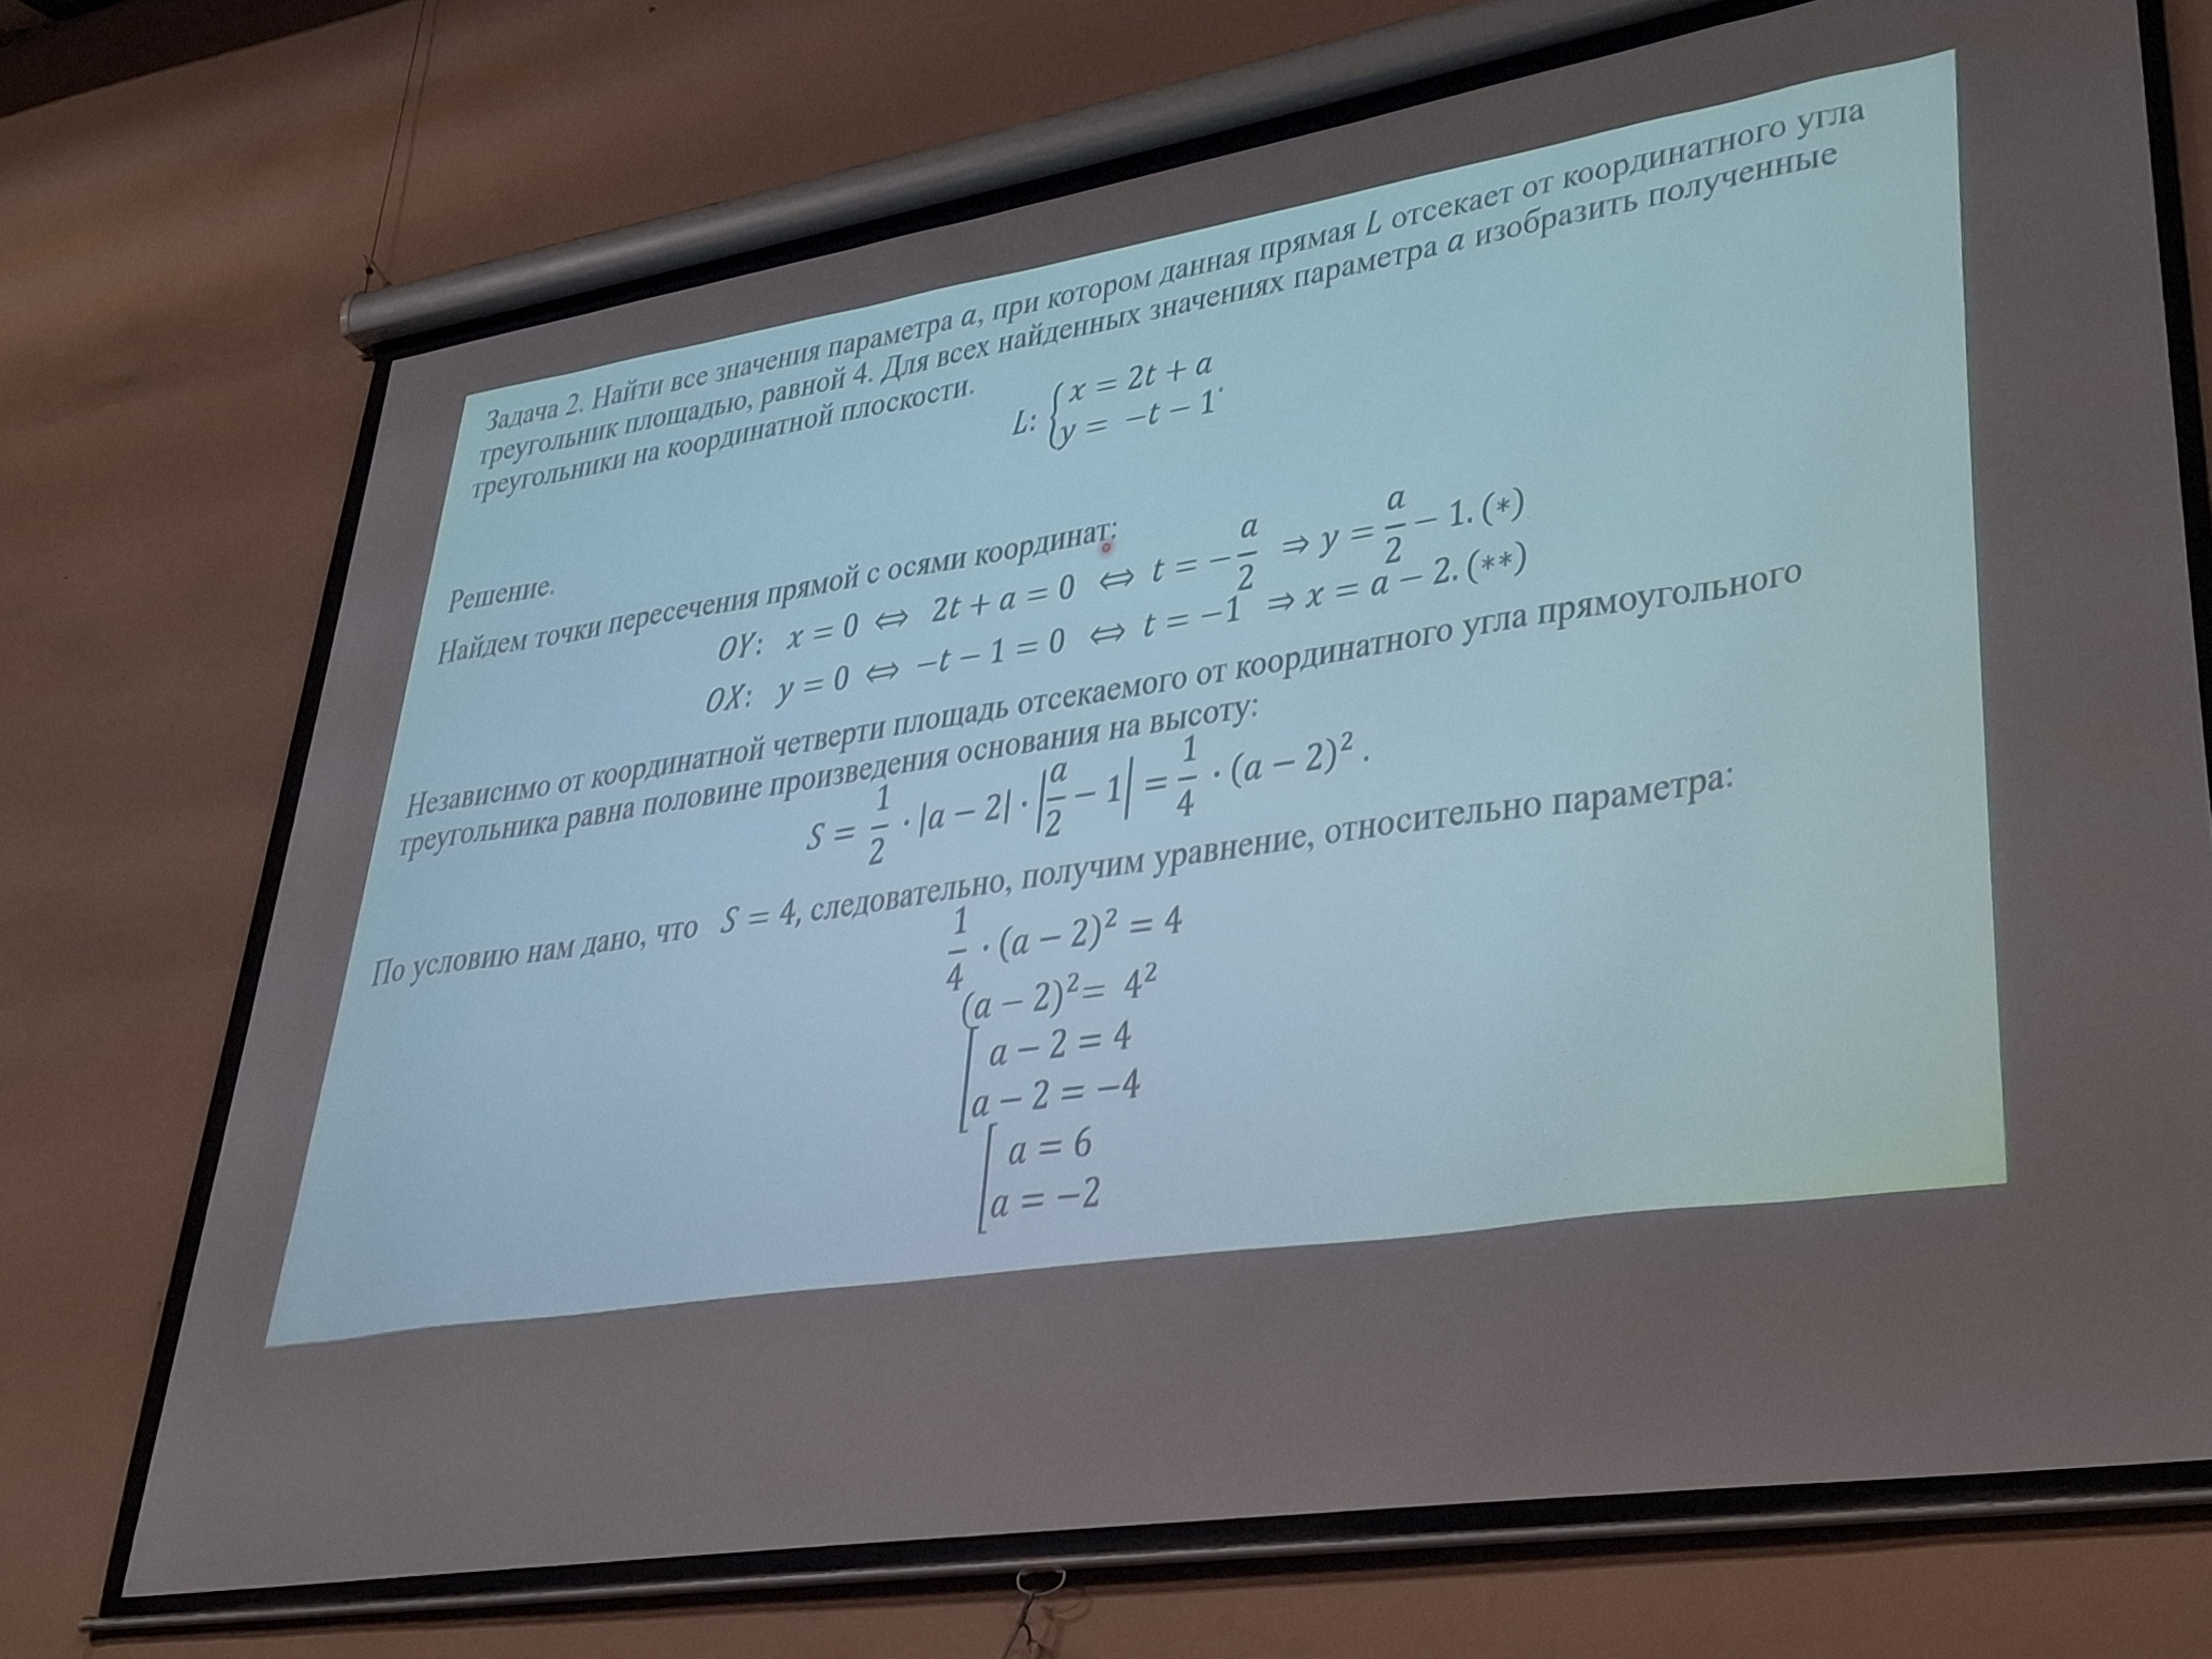 Задача 2. Найти все значения параметра a, при котором данная прямая L отсекает от координатного угла
треугольник площадью, равной 4. Для всех найденных значениях параметра a изобразить полученные
треугольники на координатной плоскости.
L: {x = 2t + a
y = −t − 1.
Решение.
Найдем точки пересечения прямой с осями координат:
OY: x = 0 ⇔ 2t + a = 0 ⇔ t = −a/2 ⇒ y = a/2 − 1. (*)
OX: y = 0 ⇔ −t − 1 = 0 ⇔ t = −1 ⇒ x = a − 2. (**)
Независимо от координатной четверти площадь отсекаемого от координатного угла прямоугольного
треугольника равна половине произведения основания на высоту:
S = 1/2 · |a − 2| · |a/2 − 1| = 1/4 · (a − 2)².
По условию нам дано, что S = 4, следовательно, получим уравнение, относительно параметра:
1/4 · (a − 2)² = 4
(a − 2)² = 4²
[a − 2 = 4
a − 2 = −4
[a = 6
a = −2